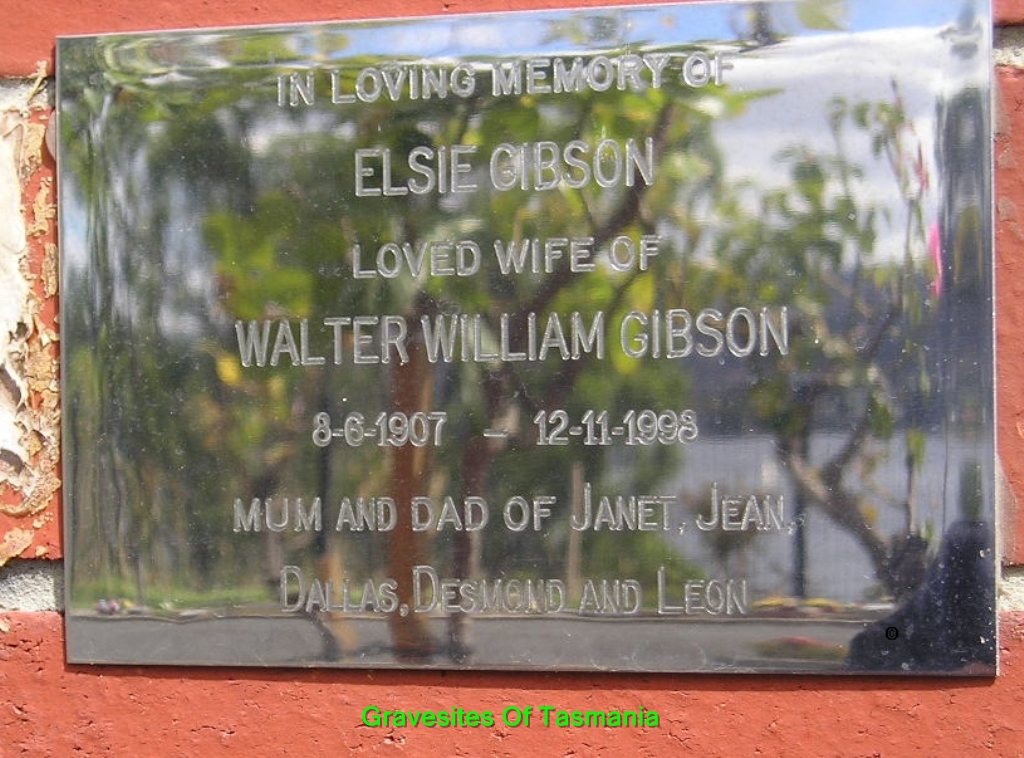 IN LOVING MEMORY OF
ELSIE GIBSON
LOVED WIFE OF
WALTER WILLIAM GIBSON
8-6-1907 – 12-11-1998
MUM AND DAD OF JANET, JEAN,
DALLAS, DESMOND AND LEON
©
Gravesites Of Tasmania